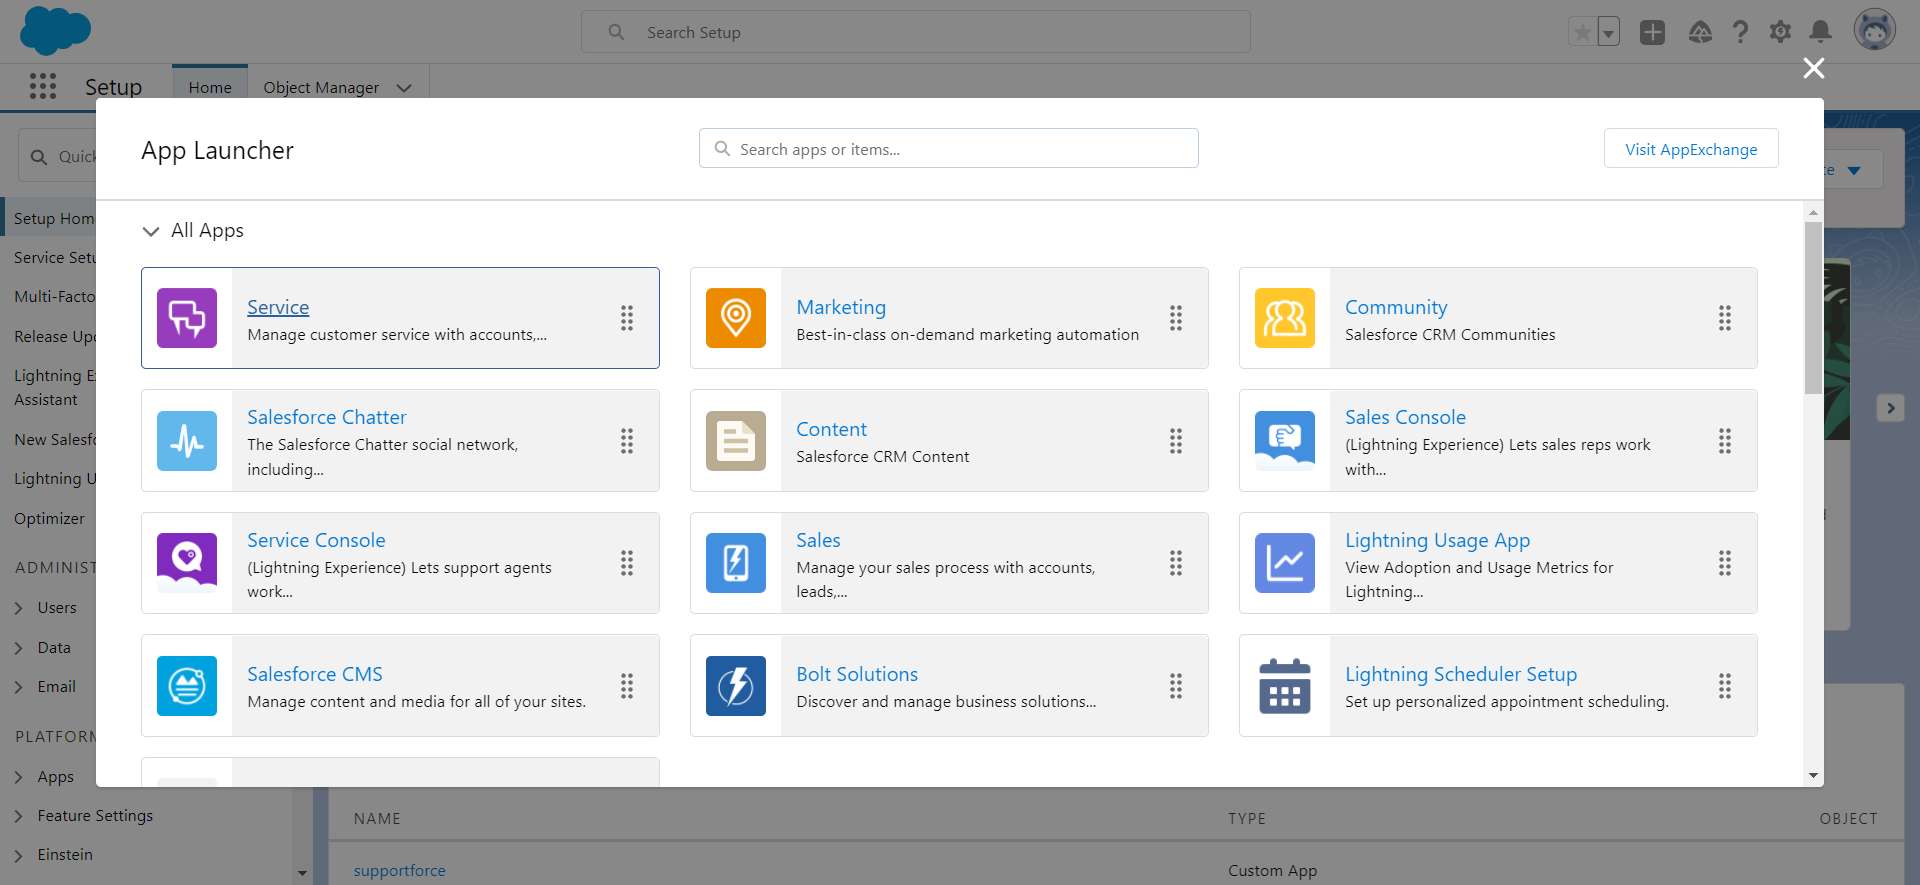 Search Setup
Setup
Home
Object Manager
Quick
App Launcher
Search apps or items...
Visit AppExchange
Setup Hom
Service Setu
Multi-Facto
Release Up
Lightning E
Assistant
New Salesfo
Lightning U
Optimizer
ADMINIST
Users
Data
Email
PLATFORM
Apps
Feature Settings
Einstein
All Apps
Service
Manage customer service with accounts,...
Marketing
Best-in-class on-demand marketing automation
Community
Salesforce CRM Communities
Salesforce Chatter
The Salesforce Chatter social network,
including...
Content
Salesforce CRM Content
Sales Console
(Lightning Experience) Lets sales reps work
with...
Service Console
(Lightning Experience) Lets support agents
work...
Sales
Manage your sales process with accounts,
leads,...
Lightning Usage App
View Adoption and Usage Metrics for
Lightning...
Salesforce CMS
Manage content and media for all of your sites.
Bolt Solutions
Discover and manage business solutions...
Lightning Scheduler Setup
Set up personalized appointment scheduling.
NAME
TYPE
OBJECT
supportforce
Custom App